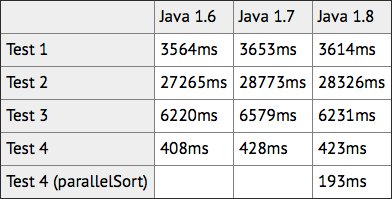 Java 1.6 Java 1.7 Java 1.8
Test 1 3564ms 3653ms 3614ms
Test 2 27265ms 28773ms 28326ms
Test 3 6220ms 6579ms 6231ms
Test 4 408ms 428ms 423ms
Test 4 (parallelSort) 193ms